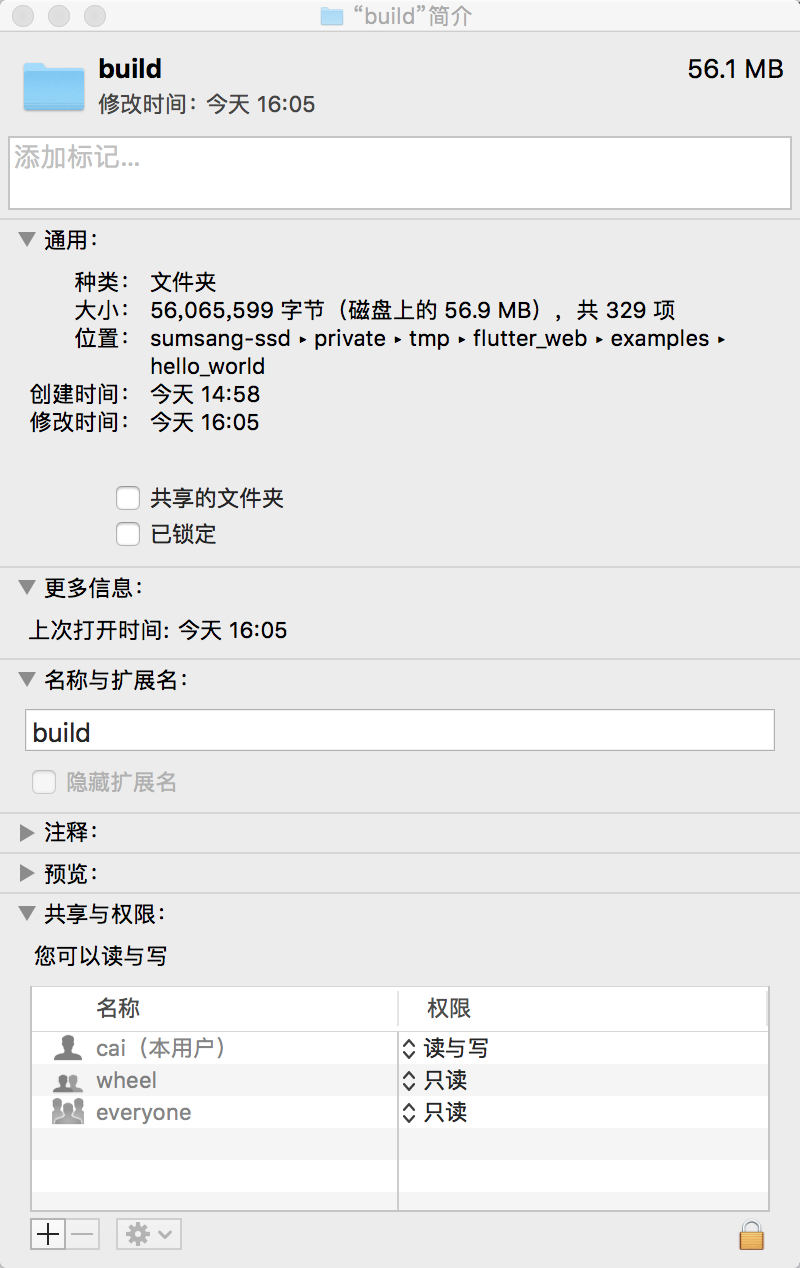 “build”简介
build
56.1 MB
修改时间：今天 16:05
添加标记...
通用：
种类： 文件夹
大小： 56,065,599 字节（磁盘上的 56.9 MB），共 329 项
位置： sumsang-ssd ▸ private ▸ tmp ▸ flutter_web ▸ examples ▸
hello_world
创建时间： 今天 14:58
修改时间： 今天 16:05
共享的文件夹
已锁定
更多信息：
上次打开时间: 今天 16:05
名称与扩展名：
build
隐藏扩展名
注释：
预览：
共享与权限：
您可以读与写
名称 权限
cai（本用户） 读与写
wheel 只读
everyone 只读